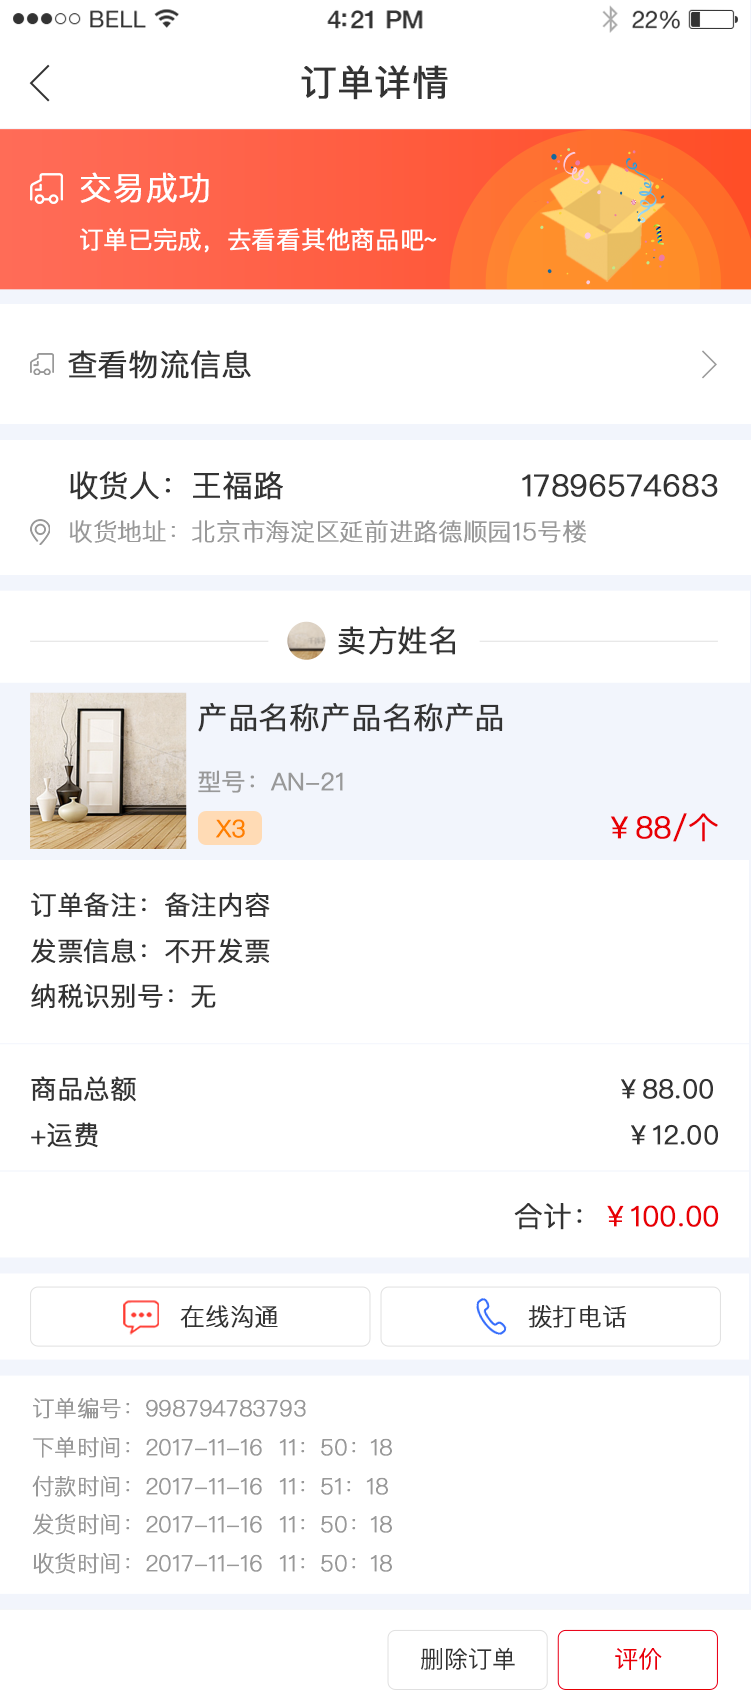 BELL 4:21 PM 22%
订单详情
交易成功
订单已完成，去看看其他商品吧~
查看物流信息
收货人：王福路 17896574683
收货地址：北京市海淀区延前进路德顺园15号楼
卖方姓名
产品名称产品名称产品
型号：AN-21
X3 ¥88/个
订单备注：备注内容
发票信息：不开发票
纳税识别号：无
商品总额 ¥88.00
+运费 ¥12.00
合计：¥100.00
在线沟通 拨打电话
订单编号：998794783793
下单时间：2017-11-16 11：50：18
付款时间：2017-11-16 11：51：18
发货时间：2017-11-16 11：50：18
收货时间：2017-11-16 11：50：18
删除订单 评价